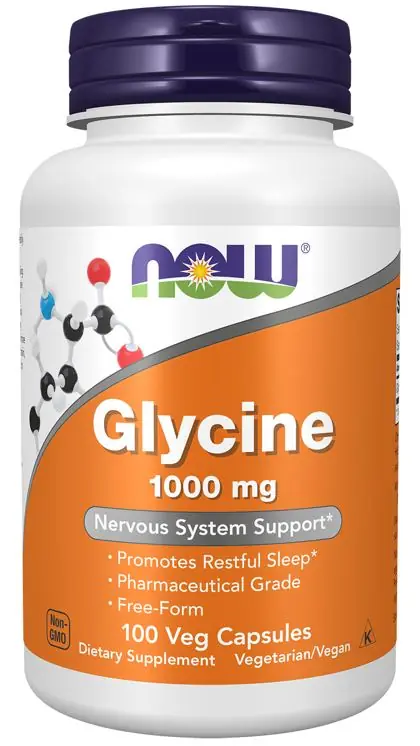 NOW®
Glycine
1000 mg
Nervous System Support*
• Promotes Restful Sleep*
• Pharmaceutical Grade
• Free-Form
100 Veg Capsules
Non-
GMO
Dietary Supplement Vegetarian/Vegan
K